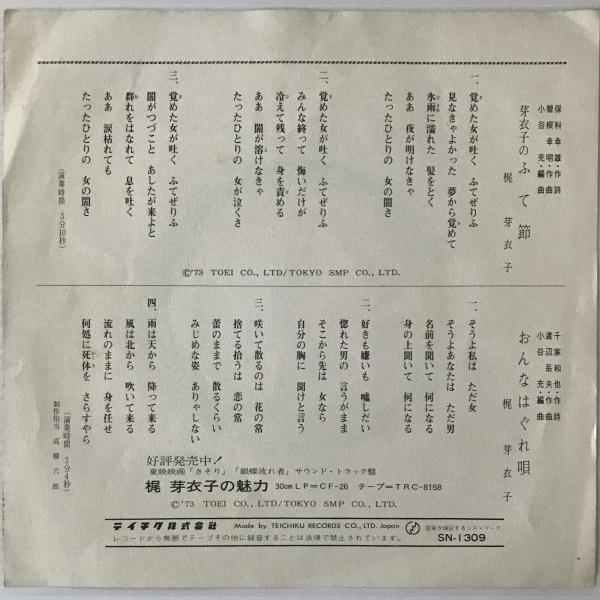 保科幸雄・作詩
曽根幸明・作曲
小谷充・編曲
芽衣子のふて節
梶芽衣子
一、覚めた女が吐く ふてぜりふ
見なきゃよかった 夢から覚めて
氷雨に濡れた 髪をとく
ああ 夜が明けなきゃ
たったひとりの 女の闇さ
二、覚めた女が吐く ふてぜりふ
みんな終って 悔いだけが
冷えて残って 身を責める
ああ 闇が溶けなきゃ
たったひとりの 女が泣くさ
三、覚めた女が吐く ふてぜりふ
闇がつづこと あしたが来よと
群れをはなれて 息を吐く
ああ 涙枯れても
たったひとりの 女の闇さ
(演奏時間 3分10秒)
©'73 TOEI CO., LTD/TOKYO SMP CO., LTD.
千家和也・作詩
渡辺岳夫・作曲
小谷充・編曲
おんなはぐれ唄
梶芽衣子
一、そうよ私は ただ女
そうよあなたは ただ男
名前を聞いて 何になる
身の上聞いて 何になる
二、好きも嫌いも 嘘しだい
惚れた男の 言うがまま
そこから先は 女なら
自分の胸に 聞けと言う
三、咲いて散るのは 花の常
捨てる拾うは 恋の常
蕾のままで 散るくらい
みじめな姿 ありゃしない
四、雨は天から 降って来る
風は北から 吹いて来る
流れのままに 身を任せ
何処に死体を さらすやら
(演奏時間 3分4秒)
制作担当 高柳六郎
好評発売中!
東映映画「さそり」「銀蝶流れ者」サウンド・トラック盤
梶 芽衣子の魅力 30cm LP=CF-26 テープ=TRC-8158
©'73 TOEI CO., LTD/TOKYO SMP CO., LTD.
テイチク株式会社 Made by TEICHIKU RECORDS CO., LTD. Japan
レコードから無断でテープその他に録音することは法律で禁止されています。
SN-1309